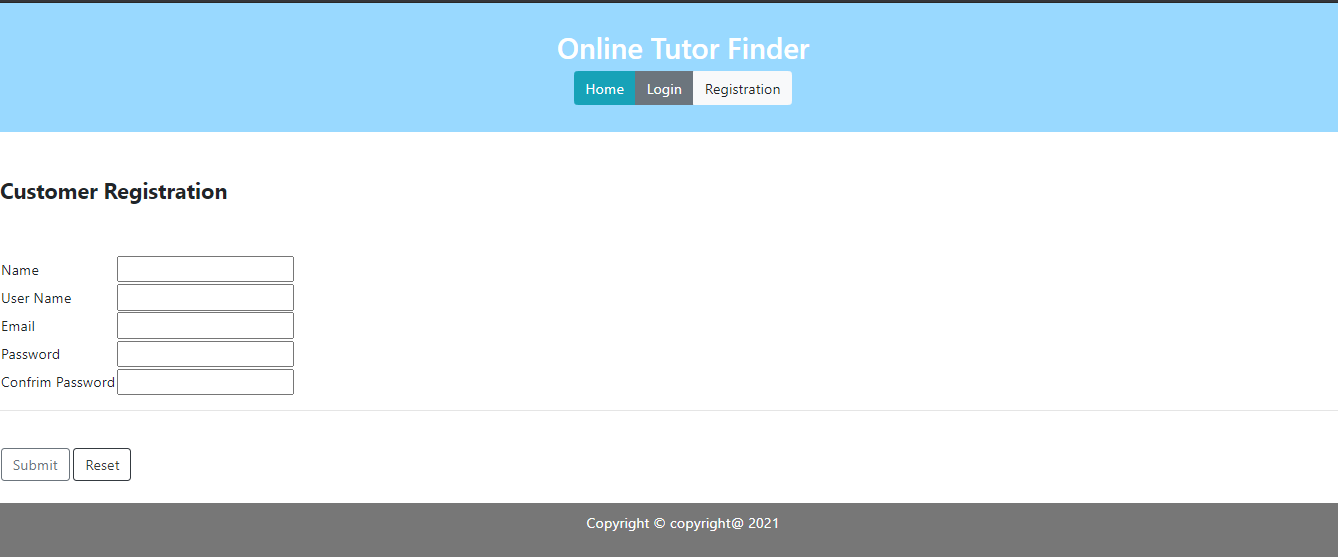 Online Tutor Finder
Home Login Registration
Customer Registration
Name
User Name
Email
Password
Confrim Password
Submit Reset
Copyright © copyright@ 2021